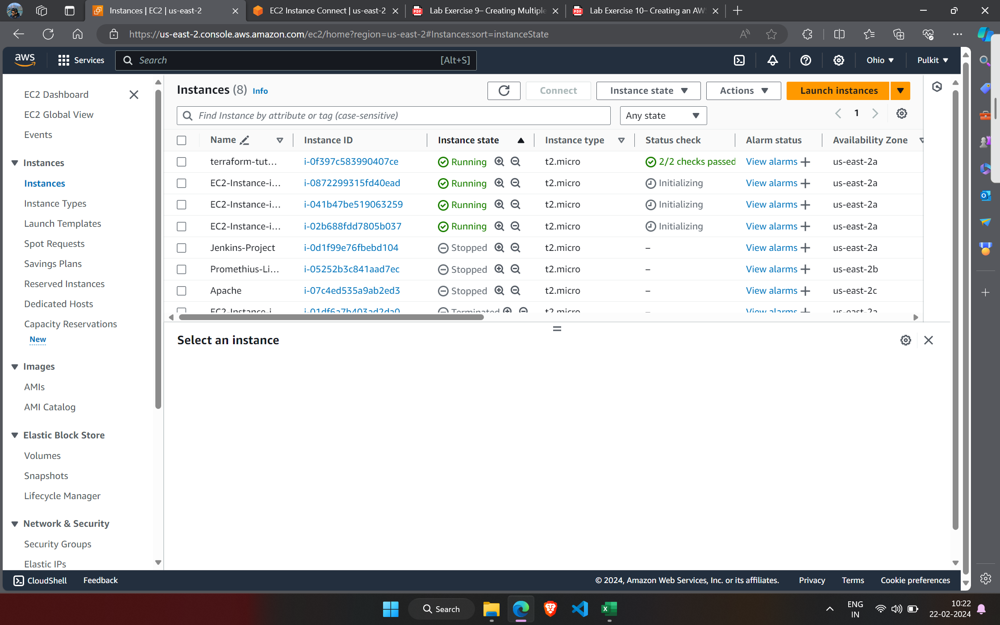 Instances | EC2 | us-east-2
EC2 Instance Connect | us-east-2
Lab Exercise 9– Creating Multiple
Lab Exercise 10– Creating an AWS
https://us-east-2.console.aws.amazon.com/ec2/home?region=us-east-2#Instances:sort=instanceState
aws
Services
Search
[Alt+S]
Ohio
Pulkit
EC2 Dashboard
EC2 Global View
Events
Instances
Instances
Instance Types
Launch Templates
Spot Requests
Savings Plans
Reserved Instances
Dedicated Hosts
Capacity Reservations
New
Images
AMIs
AMI Catalog
Elastic Block Store
Volumes
Snapshots
Lifecycle Manager
Network & Security
Security Groups
Elastic IPs
Instances (8) Info
Connect
Instance state
Actions
Launch instances
Find Instance by attribute or tag (case-sensitive)
Any state
1
Name Instance ID Instance state Instance type Status check Alarm status Availability Zone
terraform-tut... i-0f397c583990407ce Running t2.micro 2/2 checks passed View alarms us-east-2a
EC2-Instance-i... i-0872299315fd40ead Running t2.micro Initializing View alarms us-east-2a
EC2-Instance-i... i-041b47be519063259 Running t2.micro Initializing View alarms us-east-2a
EC2-Instance-i... i-02b688fdd7805b037 Running t2.micro Initializing View alarms us-east-2a
Jenkins-Project i-0d1f99e76fbebd104 Stopped t2.micro – View alarms us-east-2a
Promethius-Li... i-05252b3c841aad7ec Stopped t2.micro – View alarms us-east-2b
Apache i-07c4ed535a9ab2ed3 Stopped t2.micro – View alarms us-east-2c
EC2-Instance-i... i-01df6a7b403ad2da0 Terminated t2.micro – View alarms us-east-2a
Select an instance
CloudShell
Feedback
© 2024, Amazon Web Services, Inc. or its affiliates.
Privacy
Terms
Cookie preferences
Search
ENG
IN
10:22
22-02-2024